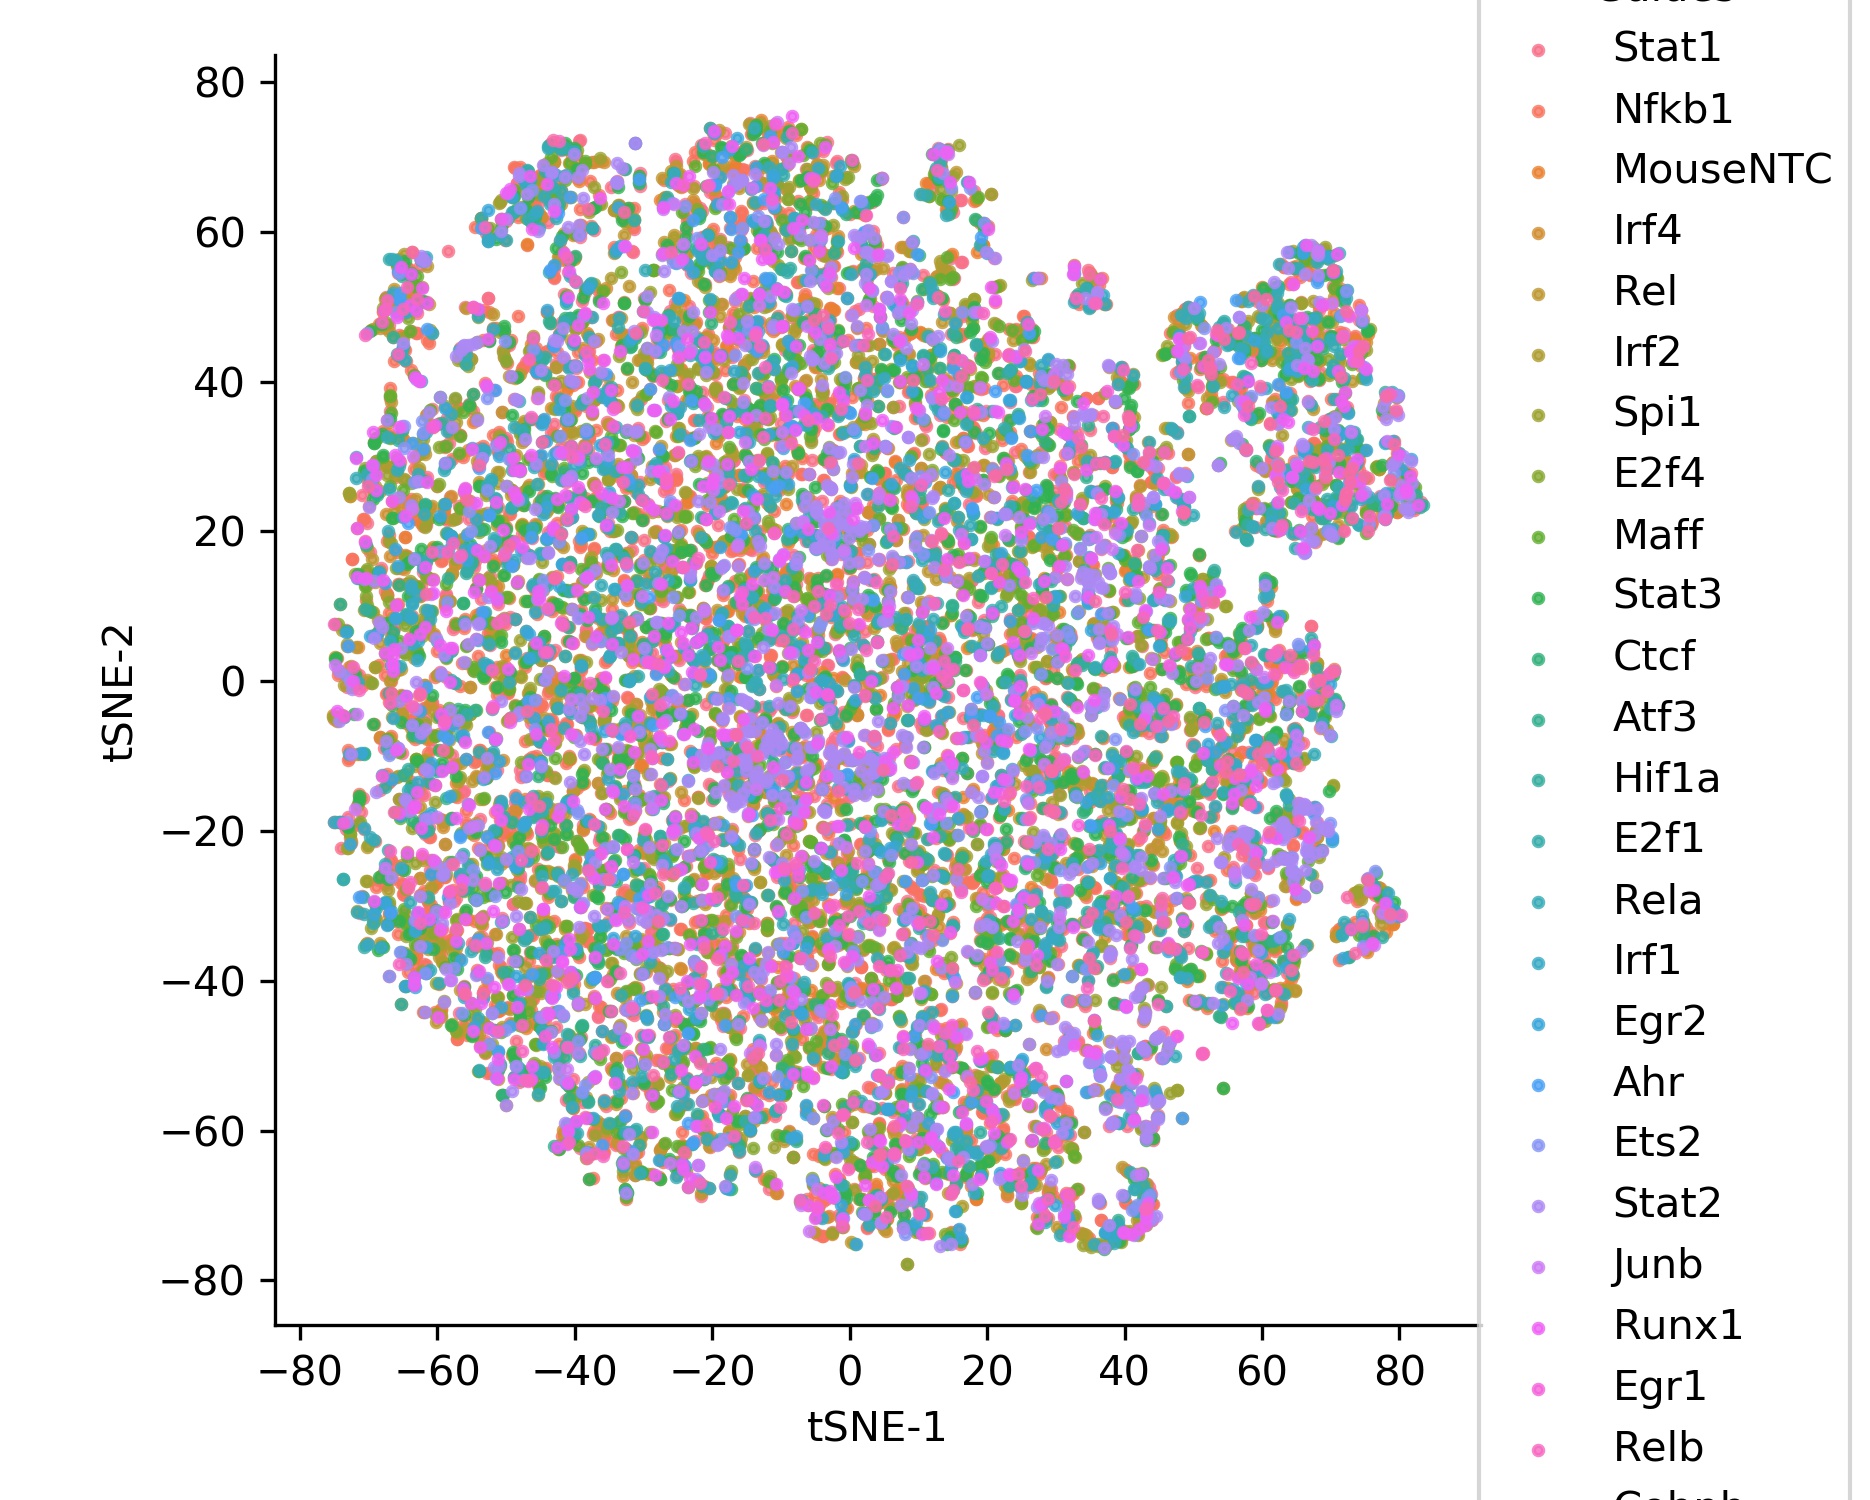 80
60
40
20
0
−20
−40
−60
−80
tSNE-2
−80 −60 −40 −20 0 20 40 60 80
tSNE-1
Stat1
Nfkb1
MouseNTC
Irf4
Rel
Irf2
Spi1
E2f4
Maff
Stat3
Ctcf
Atf3
Hif1a
E2f1
Rela
Irf1
Egr2
Ahr
Ets2
Stat2
Junb
Runx1
Egr1
Relb